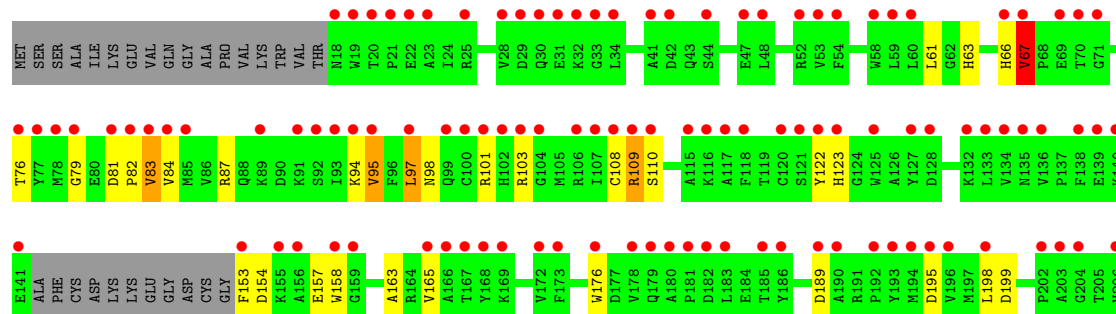 MET SER SER ALA ILE LYS GLU VAL GLN GLY ALA PRO VAL LYS TRP VAL THR N18 W19 T20 P21 E22 A23 I24 R25 V28 D29 Q30 E31 K32 G33 L34 A41 D42 Q43 S44 E47 L48 R52 V53 F54 W58 L59 L60 L61 G62 H63 H66 V67 P68 E69 T70 G71
T76 Y77 M78 G79 E80 D81 P82 V83 V84 M85 V86 R87 Q88 K89 D90 K91 S92 I93 K94 V95 F96 L97 N98 Q99 C100 R101 H102 R103 G104 M105 R106 I107 C108 R109 S110 A115 K116 A117 F118 T119 C120 S121 Y122 H123 G124 W125 A126 Y127 D128 K132 L133 V134 N135 V136 P137 F138 E139
E141 ALA PHE CYS ASP LYS LYS GLU GLY ASP CYS GLY F153 D154 K155 A156 E157 W158 G159 A163 R164 V165 A166 T167 Y168 K169 V172 F173 W176 D177 V178 Q179 A180 P181 D182 L183 E184 T185 Y186 D189 A190 R191 P192 Y193 M194 D195 V196 M197 L198 D199 P202 A203 G204 T205